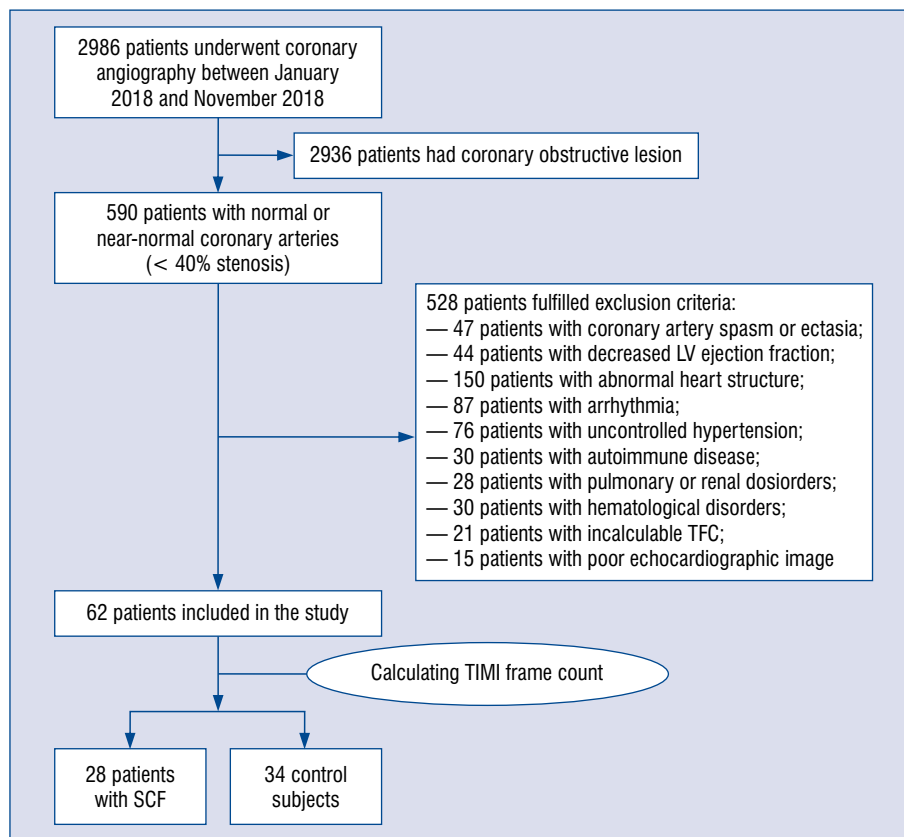 2986 patients underwent coronary
angiography between January
2018 and November 2018
2936 patients had coronary obstructive lesion
590 patients with normal or
near-normal coronary arteries
(< 40% stenosis)
528 patients fulfilled exclusion criteria:
— 47 patients with coronary artery spasm or ectasia;
— 44 patients with decreased LV ejection fraction;
— 150 patients with abnormal heart structure;
— 87 patients with arrhythmia;
— 76 patients with uncontrolled hypertension;
— 30 patients with autoimmune disease;
— 28 patients with pulmonary or renal dosiorders;
— 30 patients with hematological disorders;
— 21 patients with incalculable TFC;
— 15 patients with poor echocardiographic image
62 patients included in the study
Calculating TIMI frame count
28 patients
with SCF
34 control
subjects